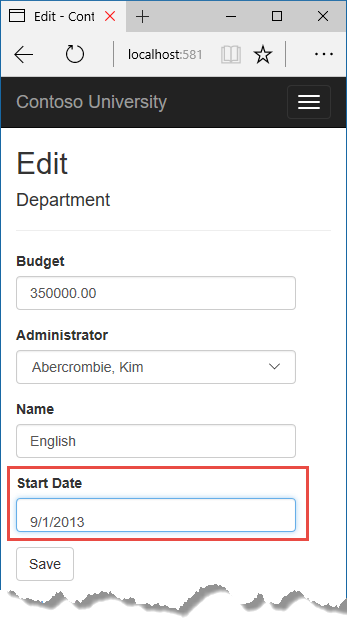 Edit - Cont
localhost:581
Contoso University
Edit
Department
Budget
350000.00
Administrator
Abercrombie, Kim
Name
English
Start Date
9/1/2013
Save